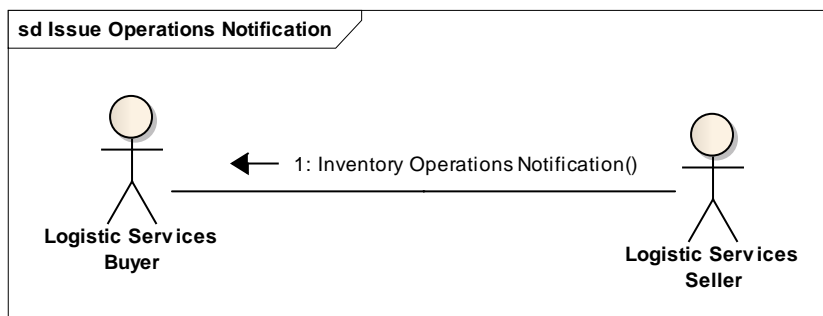 sd Issue Operations Notification
1: Inventory Operations Notification()
Logistic Services
Buyer
Logistic Services
Seller